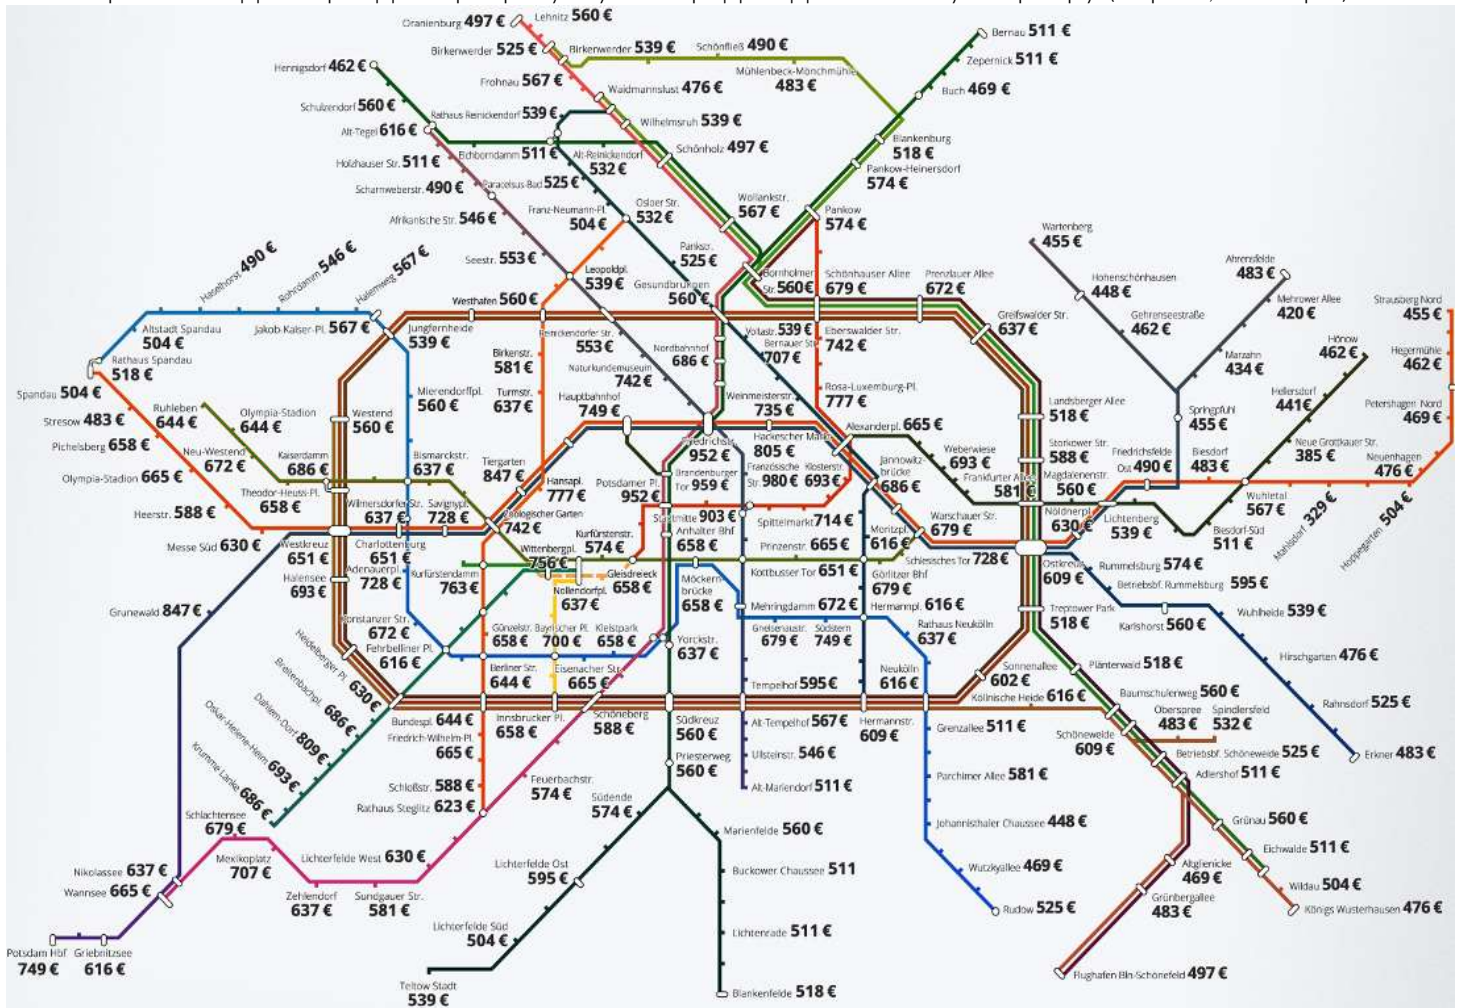 Oranienburg 497 €
Lehnitz 560 €
Birkenwerder 525 €
Birkenwerder 539 €
Schönfließ 490 €
Mühlenbeck-Mönchmühle
483 €
Bernau 511 €
Zepernick 511 €
Buch 469 €
Hennigsdorf 462 €
Frohnau 567 €
Waidmannslust 476 €
Schulzendorf 560 €
Rathaus Reinickendorf 539 €
Wilhelmsruh 539 €
Alt-Tegel 616 €
Schönholz 497 €
Blankenburg
518 €
Holzhauser Str. 511 €
Eichborndamm 511 €
Alt-Reinickendorf
532 €
Pankow-Heinersdorf
574 €
Scharnweberstr. 490 €
Paracelsus-Bad 525 €
Afrikanische Str. 546 €
Franz-Neumann-Pl.
504 €
Osloer Str.
532 €
Wollankstr.
567 €
Pankow
574 €
Seestr. 553 €
Pankstr.
525 €
Leopoldpl.
539 €
Gesundbrunnen
560 €
Bornholmer
Str. 560 €
Schönhauser Allee
679 €
Prenzlauer Allee
672 €
Wartenberg
455 €
Hohenschönhausen
448 €
Gehrenseestraße
462 €
Ahrensfelde
483 €
Mehrower Allee
420 €
Marzahn
434 €
Strausberg Nord
455 €
Hegermühle
462 €
Petershagen Nord
469 €
Neuenhagen
476 €
Hönow
462 €
Hellersdorf
441€
Neue Grottkauer Str.
385 €
Haselhorst 490 €
Rohrdamm 546 €
Halemweg 567 €
Altstadt Spandau
504 €
Jakob-Kaiser-Pl. 567 €
Jungfernheide
539 €
Westhafen 560 €
Reinickendorfer Str.
553 €
Voltastr. 539 €
Bernauer Str.
707 €
Eberswalder Str.
742 €
Greifswalder Str.
637 €
Rathaus Spandau
518 €
Spandau 504 €
Stresow 483 €
Pichelsberg 658 €
Olympia-Stadion 665 €
Heerstr. 588 €
Messe Süd 630 €
Ruhleben
644 €
Olympia-Stadion
644 €
Neu-Westend
672 €
Kaiserdamm
686 €
Theodor-Heuss-Pl.
658 €
Westend
560 €
Mierendorffpl.
560 €
Birkenstr.
581 €
Turmstr.
637 €
Naturkundemuseum
742 €
Nordbahnhof
686 €
Hauptbahnhof
749 €
Weinmeisterstr.
735 €
Rosa-Luxemburg-Pl.
777 €
Landsberger Allee
518 €
Storkower Str.
588 €
Springpfuhl
455 €
Bismarckstr.
637 €
Tiergarten
847 €
Hansapl.
777 €
Friedrichstr.
952 €
Hackescher Markt
805 €
Alexanderpl. 665 €
Weberwiese
693 €
Frankfurter Allee
581 €
Magdalenenstr.
560 €
Friedrichsfelde
Ost 490 €
Biesdorf
483 €
Wuhletal
567 €
Mahlsdorf 329 €
Hoppegarten 504 €
Wilmersdorfer Str.
637 €
Savignypl.
728 €
Zoologischer Garten
742 €
Potsdamer Pl.
952 €
Brandenburger
Tor 959 €
Französische
Str. 980 €
Klosterstr.
693 €
Jannowitz-
brücke
686 €
Stadtmitte 903 €
Spittelmarkt 714 €
Warschauer Str.
679 €
Nöldnerpl.
630 €
Lichtenberg
539 €
Biesdorf-Süd
511 €
Westkreuz
651 €
Charlottenburg
651 €
Kurfürstenstr.
574 €
Anhalter Bhf
658 €
Prinzenstr. 665 €
Moritzpl.
616 €
Schlesisches Tor 728 €
Ostkreuz
609 €
Rummelsburg 574 €
Betriebsbf. Rummelsburg 595 €
Halensee
693 €
Adenauerpl.
728 €
Kurfürstendamm
763 €
Wittenbergpl.
756 €
Nollendorfpl.
637 €
Gleisdreieck
658 €
Möckern-
brücke
658 €
Kottbusser Tor 651 €
Görlitzer Bhf
679 €
Grunewald 847 €
Mehringdamm 672 €
Hermannpl. 616 €
Treptower Park
518 €
Karlshorst 560 €
Wuhlheide 539 €
Konstanzer Str.
672 €
Fehrbelliner Pl.
616 €
Günzelstr.
658 €
Bayrischer Pl.
700 €
Kleistpark
658 €
Yorckstr.
637 €
Gneisenaustr.
679 €
Südstern
749 €
Rathaus Neukölln
637 €
Hirschgarten 476 €
Heidelberger Pl.
630 €
Breitenbachpl.
686 €
Dahlem-Dorf 809 €
Oskar-Helene-Heim 693 €
Krumme Lanke 686 €
Berliner Str.
644 €
Eisenacher Str.
665 €
Tempelhof 595 €
Neukölln
616 €
Sonnenallee
602 €
Köllnische Heide 616 €
Plänterwald 518 €
Baumschulenweg 560 €
Oberspree
483 €
Spindlersfeld
532 €
Rahnsdorf 525 €
Erkner 483 €
Bundespl. 644 €
Innsbrucker Pl.
658 €
Schöneberg
588 €
Südkreuz
560 €
Alt-Tempelhof 567 €
Hermannstr.
609 €
Grenzallee 511 €
Schöneweide
609 €
Betriebsbf. Schöneweide 525 €
Friedrich-Wilhelm-Pl.
665 €
Priesterweg
560 €
Ullsteinstr. 546 €
Adlershof 511 €
Schloßstr. 588 €
Feuerbachstr.
574 €
Alt-Mariendorf 511 €
Parchimer Allee 581 €
Rathaus Steglitz 623 €
Südende
574 €
Johannisthaler Chaussee 448 €
Grünau 560 €
Schlachtensee
679 €
Marienfelde 560 €
Eichwalde 511 €
Mexikoplatz
707 €
Lichterfelde West 630 €
Lichterfelde Ost
595 €
Buckower Chaussee 511
Wutzkyallee 469 €
Altglienicke
469 €
Wildau 504 €
Nikolassee 637 €
Wannsee 665 €
Zehlendorf
637 €
Sundgauer Str.
581 €
Rudow 525 €
Grünbergallee
483 €
Königs Wusterhausen 476 €
Lichterfelde Süd
504 €
Lichtenrade 511 €
Potsdam Hbf
749 €
Griebnitzsee
616 €
Teltow Stadt
539 €
Blankenfelde 518 €
Flughafen Bln-Schönefeld 497 €